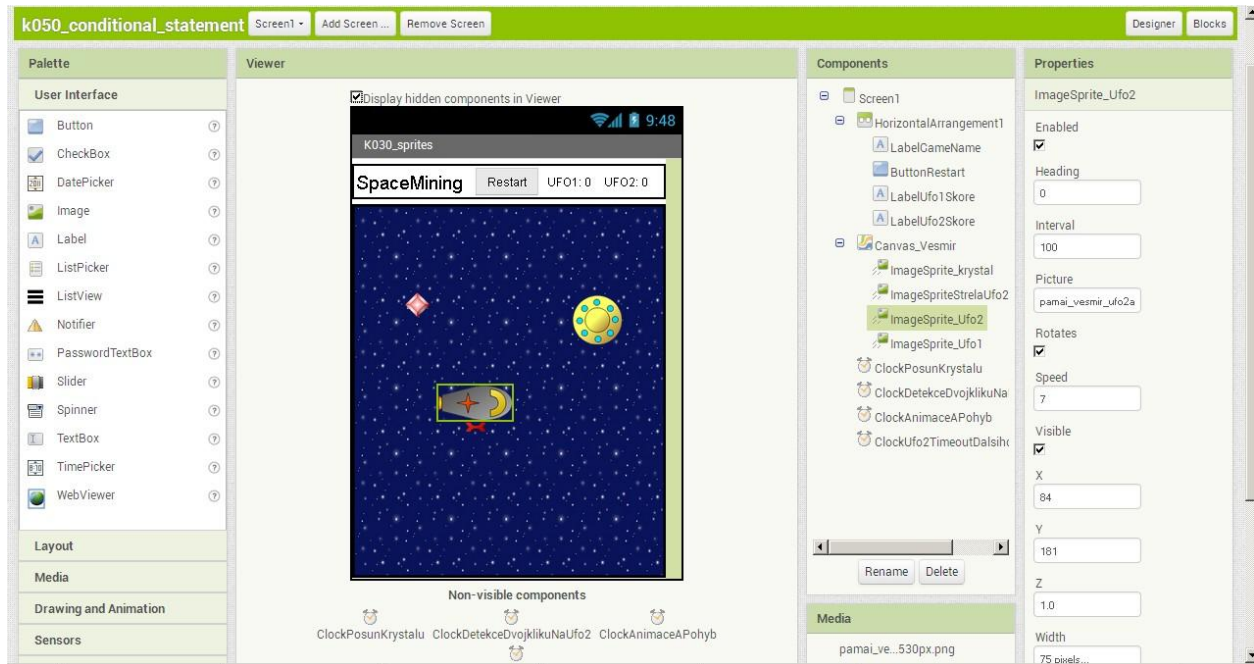 k050_conditional_statement Screen1 Add Screen ... Remove Screen Designer Blocks
Palette
User Interface
Button
CheckBox
DatePicker
Image
Label
ListPicker
ListView
Notifier
PasswordTextBox
Slider
Spinner
TextBox
TimePicker
WebViewer
Layout
Media
Drawing and Animation
Sensors
Viewer
Display hidden components in Viewer
9:48
K030_sprites
SpaceMining Restart UFO1: 0 UFO2: 0
Non-visible components
ClockPosunKrystalu ClockDetekceDvojklikuNaUfo2 ClockAnimaceAPohyb
Components
Screen1
HorizontalArrangement1
LabelGameName
ButtonRestart
LabelUfo1Skore
LabelUfo2Skore
Canvas_Vesmir
ImageSprite_krystal
ImageSpriteStrelaUfo2
ImageSprite_Ufo2
ImageSprite_Ufo1
ClockPosunKrystalu
ClockDetekceDvojklikuNa
ClockAnimaceAPohyb
ClockUfo2TimeoutDalsiho
Rename Delete
Media
pamai_ve...530px.png
Properties
ImageSprite_Ufo2
Enabled
Heading
0
Interval
100
Picture
pamai_vesmir_ufo2a
Rotates
Speed
7
Visible
X
84
Y
181
Z
1.0
Width
75 pixels...